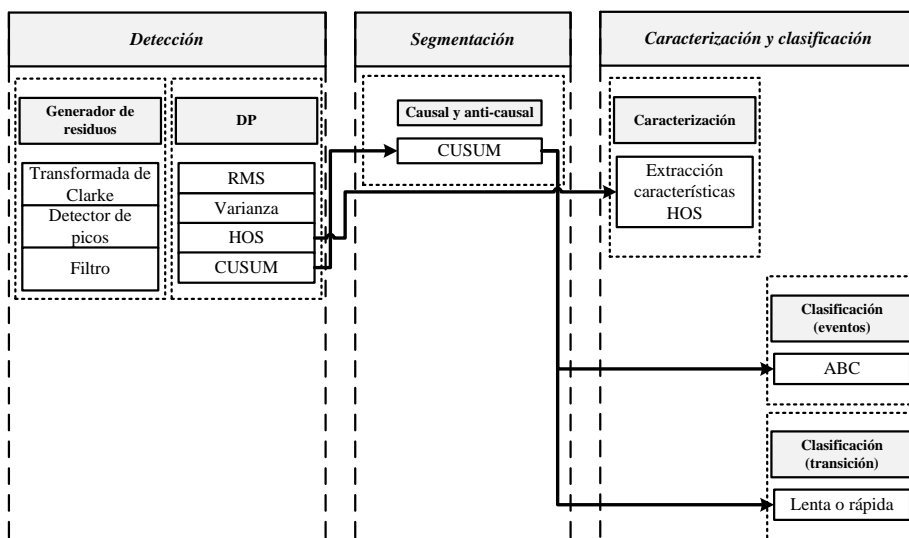 Detección
Segmentación
Caracterización y clasificación
Generador de
residuos
Transformada de
Clarke
Detector de
picos
Filtro
DP
RMS
Varianza
HOS
CUSUM
Causal y anti-causal
CUSUM
Caracterización
Extracción
características
HOS
Clasificación
(eventos)
ABC
Clasificación
(transición)
Lenta o rápida